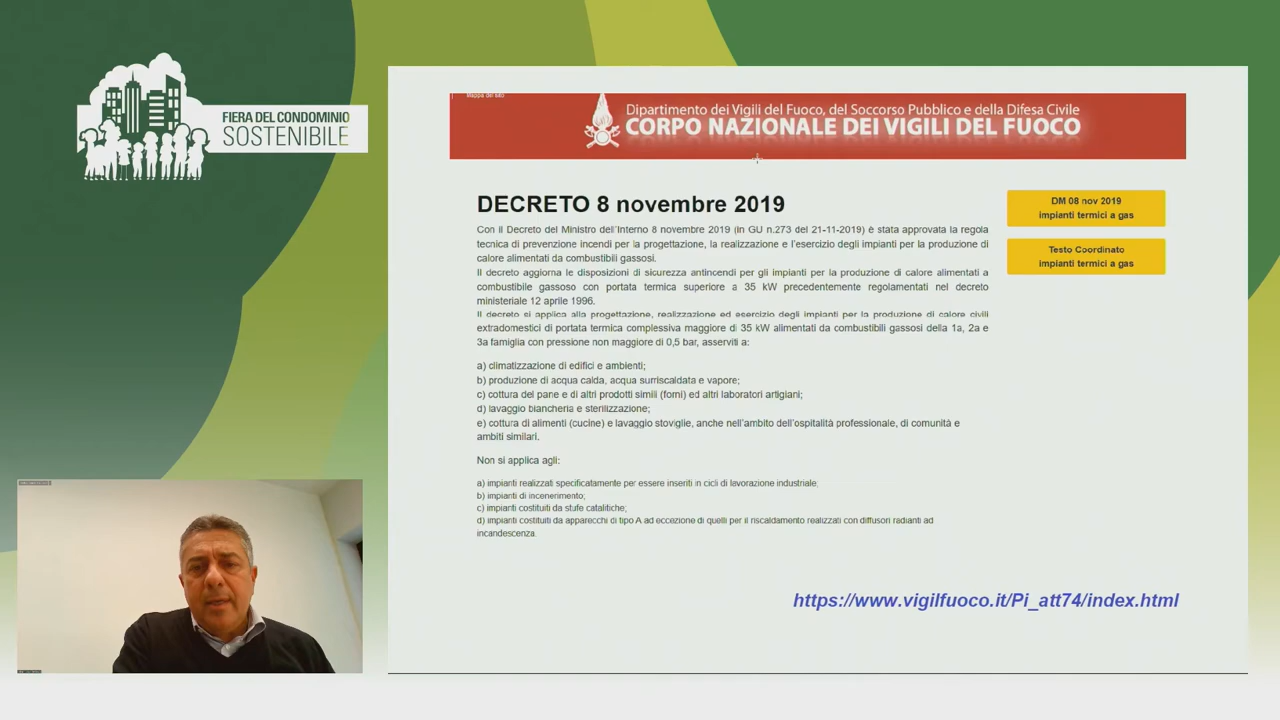 FIERA DEL CONDOMINIO
SOSTENIBILE
Mappa del sito
Dipartimento dei Vigili del Fuoco, del Soccorso Pubblico e della Difesa Civile
CORPO NAZIONALE DEI VIGILI DEL FUOCO
DECRETO 8 novembre 2019
Con il Decreto del Ministro dell'Interno 8 novembre 2019 (in GU n.273 del 21-11-2019) è stata approvata la regola
tecnica di prevenzione incendi per la progettazione, la realizzazione e l'esercizio degli impianti per la produzione di
calore alimentati da combustibili gassosi.
Il decreto aggiorna le disposizioni di sicurezza antincendi per gli impianti per la produzione di calore alimentati a
combustibile gassoso con portata termica superiore a 35 kW precedentemente regolamentati nel decreto
ministeriale 12 aprile 1996.
Il decreto si applica alla progettazione, realizzazione ed esercizio degli impianti per la produzione di calore civili
extradomestici di portata termica complessiva maggiore di 35 kW alimentati da combustibili gassosi della 1a, 2a e
3a famiglia con pressione non maggiore di 0,5 bar, asserviti a:
a) climatizzazione di edifici e ambienti;
b) produzione di acqua calda, acqua surriscaldata e vapore;
c) cottura del pane e di altri prodotti simili (forni) ed altri laboratori artigiani;
d) lavaggio biancheria e sterilizzazione;
e) cottura di alimenti (cucine) e lavaggio stoviglie, anche nell'ambito dell'ospitalità professionale, di comunità e
ambiti similari.
Non si applica agli:
a) impianti realizzati specificatamente per essere inseriti in cicli di lavorazione industriale;
b) impianti di incenerimento;
c) impianti costituiti da stufe catalitiche;
d) impianti costituiti da apparecchi di tipo A ad eccezione di quelli per il riscaldamento realizzati con diffusori radianti ad
incandescenza.
DM 08 nov 2019
impianti termici a gas
Testo Coordinato
impianti termici a gas
https://www.vigilfuoco.it/Pi_att74/index.html